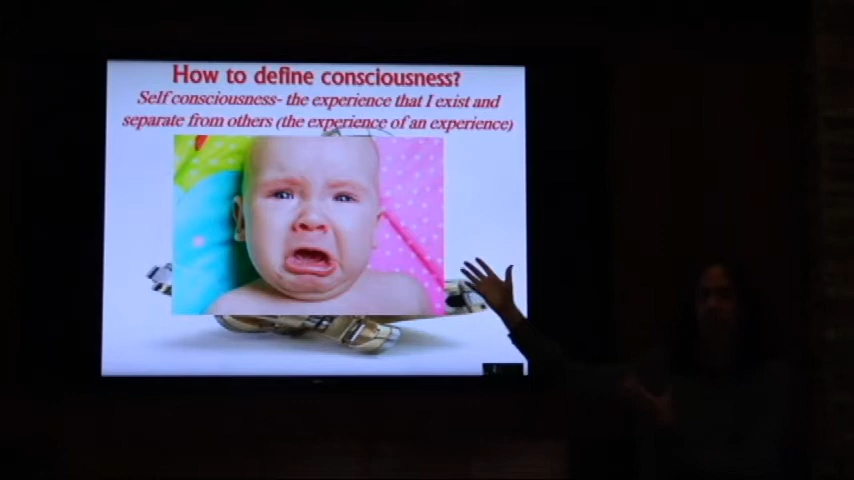 How to define consciousness?
Self consciousness- the experience that I exist and
separate from others (the experience of an experience)